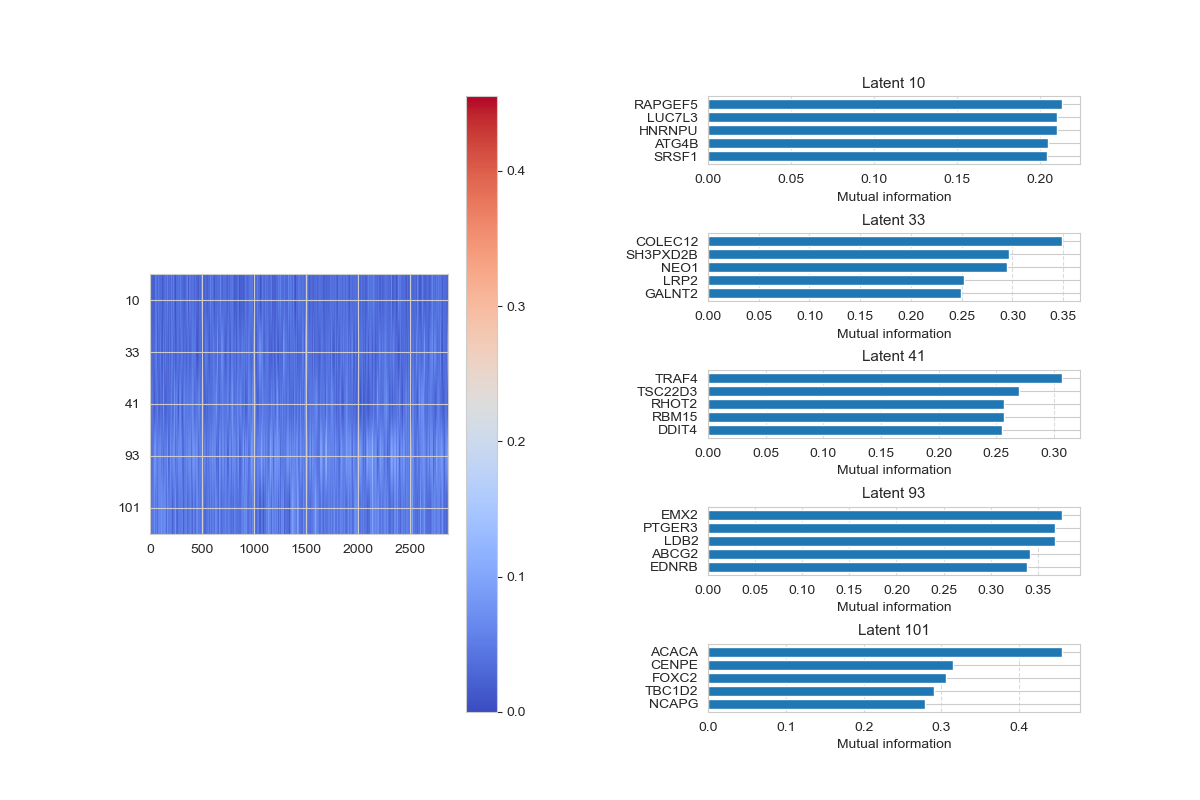 10
33
41
93
101
0 500 1000 1500 2000 2500
0.4
0.3
0.2
0.1
0.0
Latent 10
RAPGEF5
LUC7L3
HNRNPU
ATG4B
SRSF1
0.00 0.05 0.10 0.15 0.20
Mutual information
Latent 33
COLEC12
SH3PXD2B
NEO1
LRP2
GALNT2
0.00 0.05 0.10 0.15 0.20 0.25 0.30 0.35
Mutual information
Latent 41
TRAF4
TSC22D3
RHOT2
RBM15
DDIT4
0.00 0.05 0.10 0.15 0.20 0.25 0.30
Mutual information
Latent 93
EMX2
PTGER3
LDB2
ABCG2
EDNRB
0.00 0.05 0.10 0.15 0.20 0.25 0.30 0.35
Mutual information
Latent 101
ACACA
CENPE
FOXC2
TBC1D2
NCAPG
0.0 0.1 0.2 0.3 0.4
Mutual information